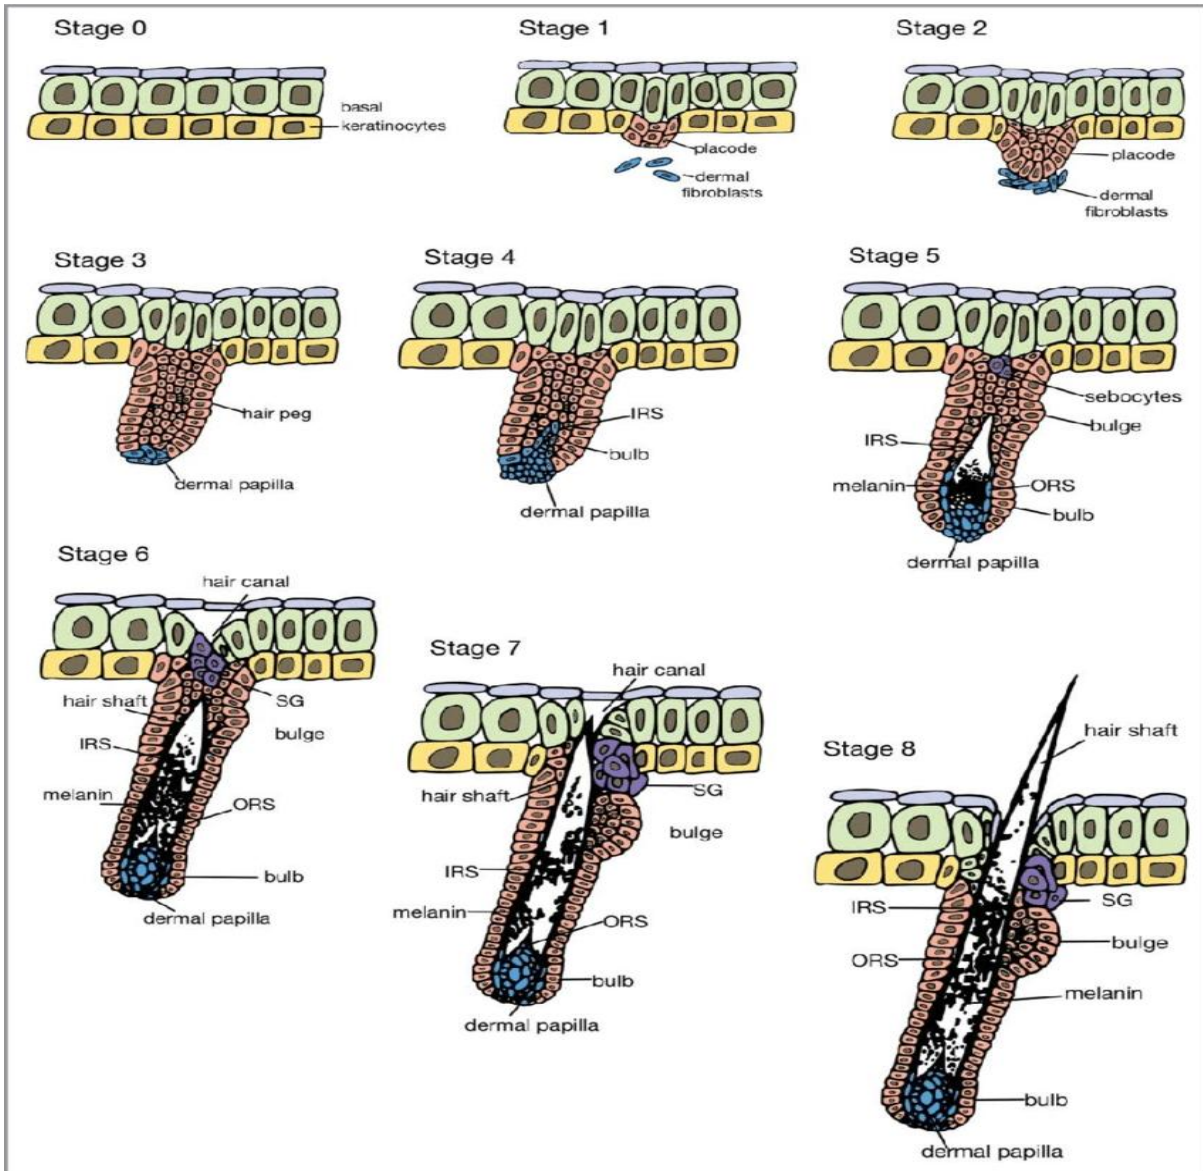 Stage 0
basal
keratinocytes
Stage 1
placode
dermal
fibroblasts
Stage 2
placode
dermal
fibroblasts
Stage 3
hair peg
dermal papilla
Stage 4
IRS
bulb
dermal papilla
Stage 5
sebocytes
bulge
IRS
melanin
ORS
bulb
dermal papilla
Stage 6
hair canal
hair shaft
SG
bulge
IRS
melanin
ORS
bulb
dermal papilla
Stage 7
hair canal
hair shaft
SG
bulge
IRS
melanin
ORS
bulb
dermal papilla
Stage 8
hair shaft
IRS
SG
bulge
ORS
melanin
bulb
dermal papilla